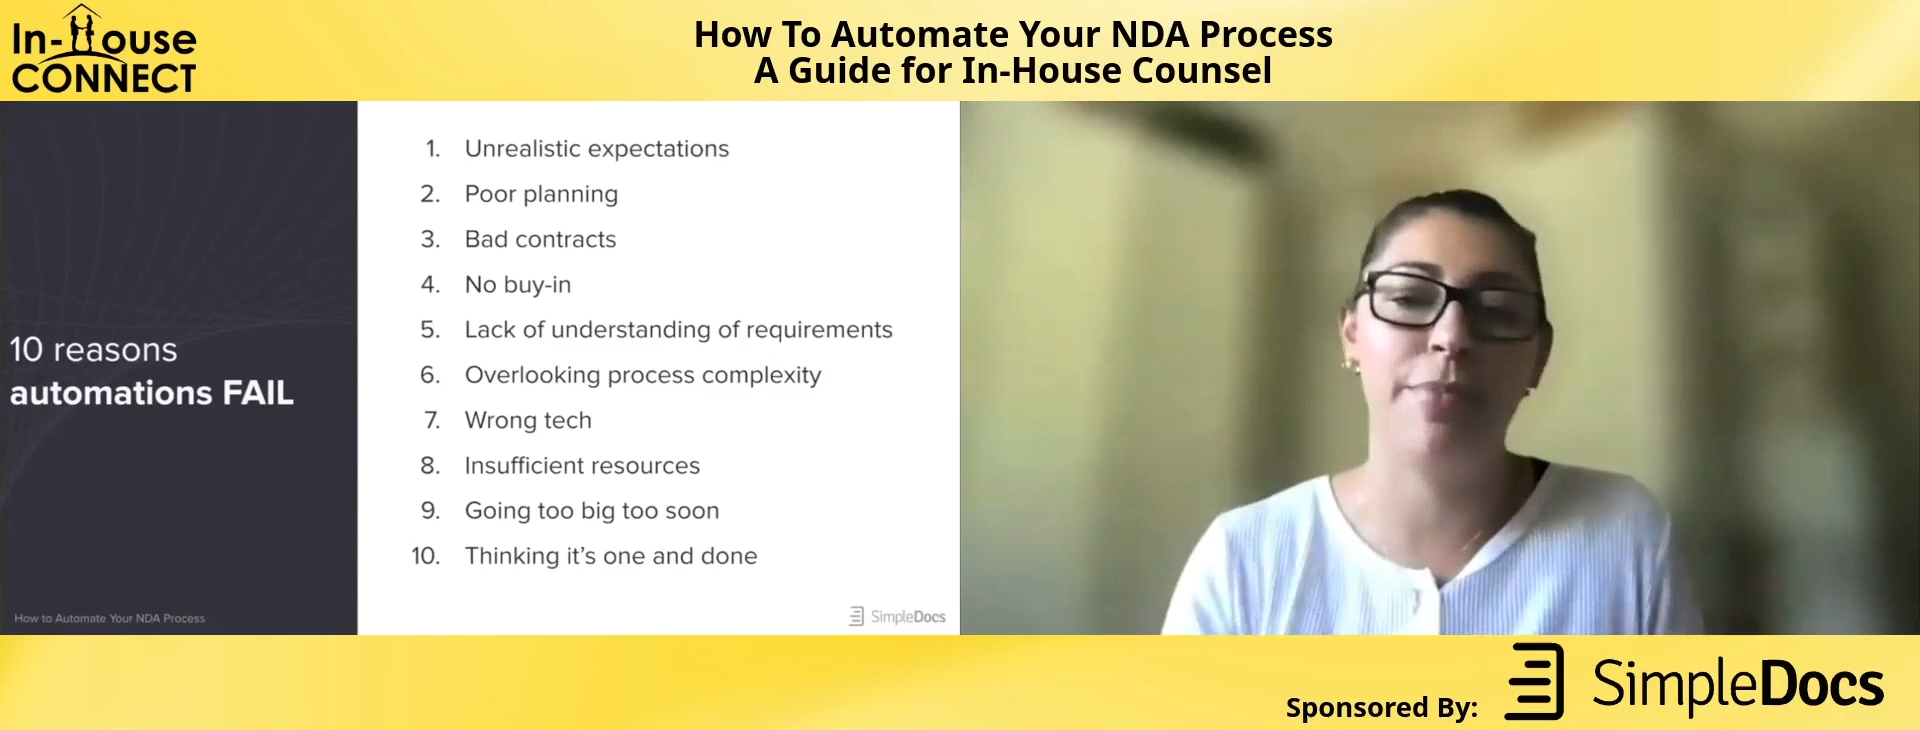 In-House
CONNECT
How To Automate Your NDA Process
A Guide for In-House Counsel
10 reasons
automations FAIL
1. Unrealistic expectations
2. Poor planning
3. Bad contracts
4. No buy-in
5. Lack of understanding of requirements
6. Overlooking process complexity
7. Wrong tech
8. Insufficient resources
9. Going too big too soon
10. Thinking it's one and done
How to Automate Your NDA Process
SimpleDocs
Sponsored By:
SimpleDocs